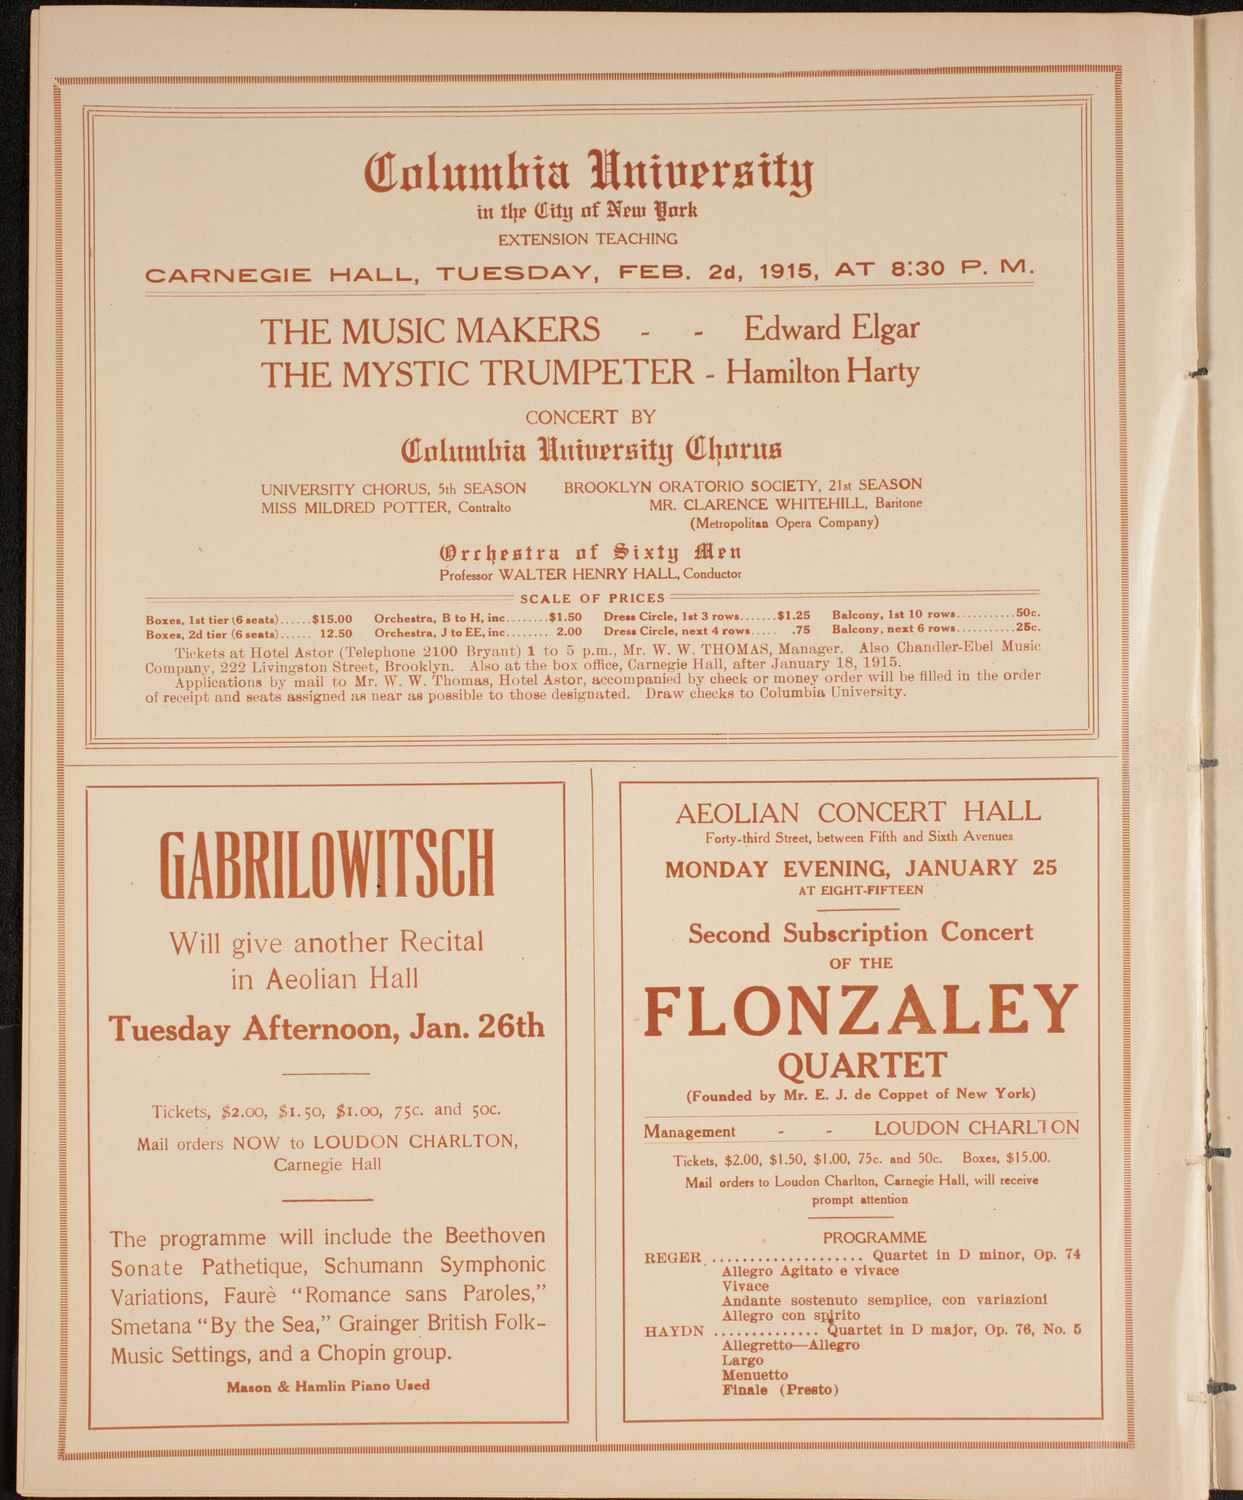 Columbia University
in the City of New York
EXTENSION TEACHING
CARNEGIE HALL, TUESDAY, FEB. 2d, 1915, AT 8:30 P. M.
THE MUSIC MAKERS - - Edward Elgar
THE MYSTIC TRUMPETER - Hamilton Harty
CONCERT BY
Columbia University Chorus
UNIVERSITY CHORUS, 5th SEASON BROOKLYN ORATORIO SOCIETY, 21st SEASON
MISS MILDRED POTTER, Contralto MR. CLARENCE WHITEHILL, Baritone
(Metropolitan Opera Company)
Orchestra of Sixty Men
Professor WALTER HENRY HALL, Conductor
SCALE OF PRICES
Boxes, 1st tier (6 seats)......$15.00 Orchestra, B to H, inc........$1.50 Dress Circle, 1st 3 rows.......$1.25 Balcony, 1st 10 rows...........50c.
Boxes, 2d tier (6 seats)...... 12.50 Orchestra, J to EE, inc........ 2.00 Dress Circle, next 4 rows..... .75 Balcony, next 6 rows...........25c.
Tickets at Hotel Astor (Telephone 2100 Bryant) 1 to 5 p.m., Mr. W. W. THOMAS, Manager. Also Chandler-Ebel Music
Company, 222 Livingston Street, Brooklyn. Also at the box office, Carnegie Hall, after January 18, 1915.
Applications by mail to Mr. W. W. Thomas, Hotel Astor, accompanied by check or money order will be filled in the order
of receipt and seats assigned as near as possible to those designated. Draw checks to Columbia University.
GABRILOWITSCH
Will give another Recital
in Aeolian Hall
Tuesday Afternoon, Jan. 26th
Tickets, $2.00, $1.50, $1.00, 75c. and 50c.
Mail orders NOW to LOUDON CHARLTON,
Carnegie Hall
The programme will include the Beethoven
Sonate Pathetique, Schumann Symphonic
Variations, Faurè "Romance sans Paroles,"
Smetana "By the Sea," Grainger British Folk-
Music Settings, and a Chopin group.
Mason & Hamlin Piano Used
AEOLIAN CONCERT HALL
Forty-third Street, between Fifth and Sixth Avenues
MONDAY EVENING, JANUARY 25
AT EIGHT-FIFTEEN
Second Subscription Concert
OF THE
FLONZALEY
QUARTET
(Founded by Mr. E. J. de Coppet of New York)
Management - - LOUDON CHARLTON
Tickets, $2.00, $1.50, $1.00, 75c. and 50c. Boxes, $15.00.
Mail orders to Loudon Charlton, Carnegie Hall, will receive
prompt attention
PROGRAMME
REGER .................... Quartet in D minor, Op. 74
Allegro Agitato e vivace
Vivace
Andante sostenuto semplice, con variazioni
Allegro con spirito
HAYDN .............. Quartet in D major, Op. 76, No. 5
Allegretto—Allegro
Largo
Menuetto
Finale (Presto)